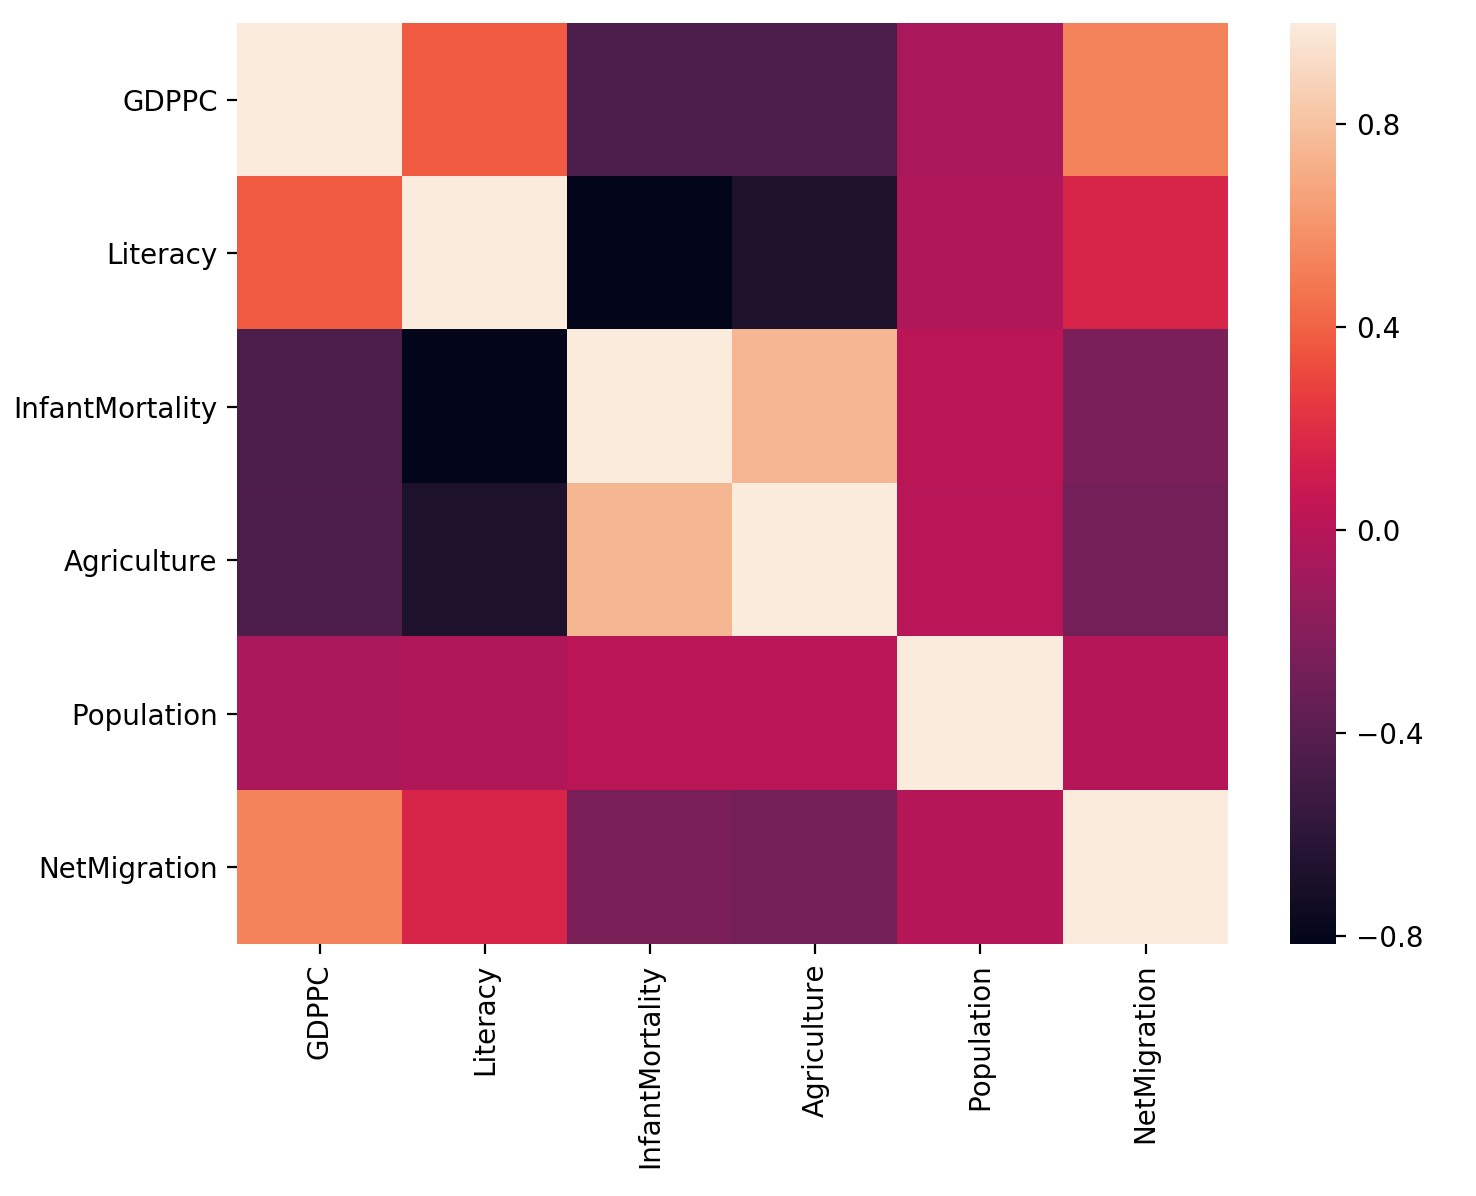 GDPPC
Literacy
InfantMortality
Agriculture
Population
NetMigration
GDPPC
Literacy
InfantMortality
Agriculture
Population
NetMigration
0.8
0.4
0.0
−0.4
−0.8